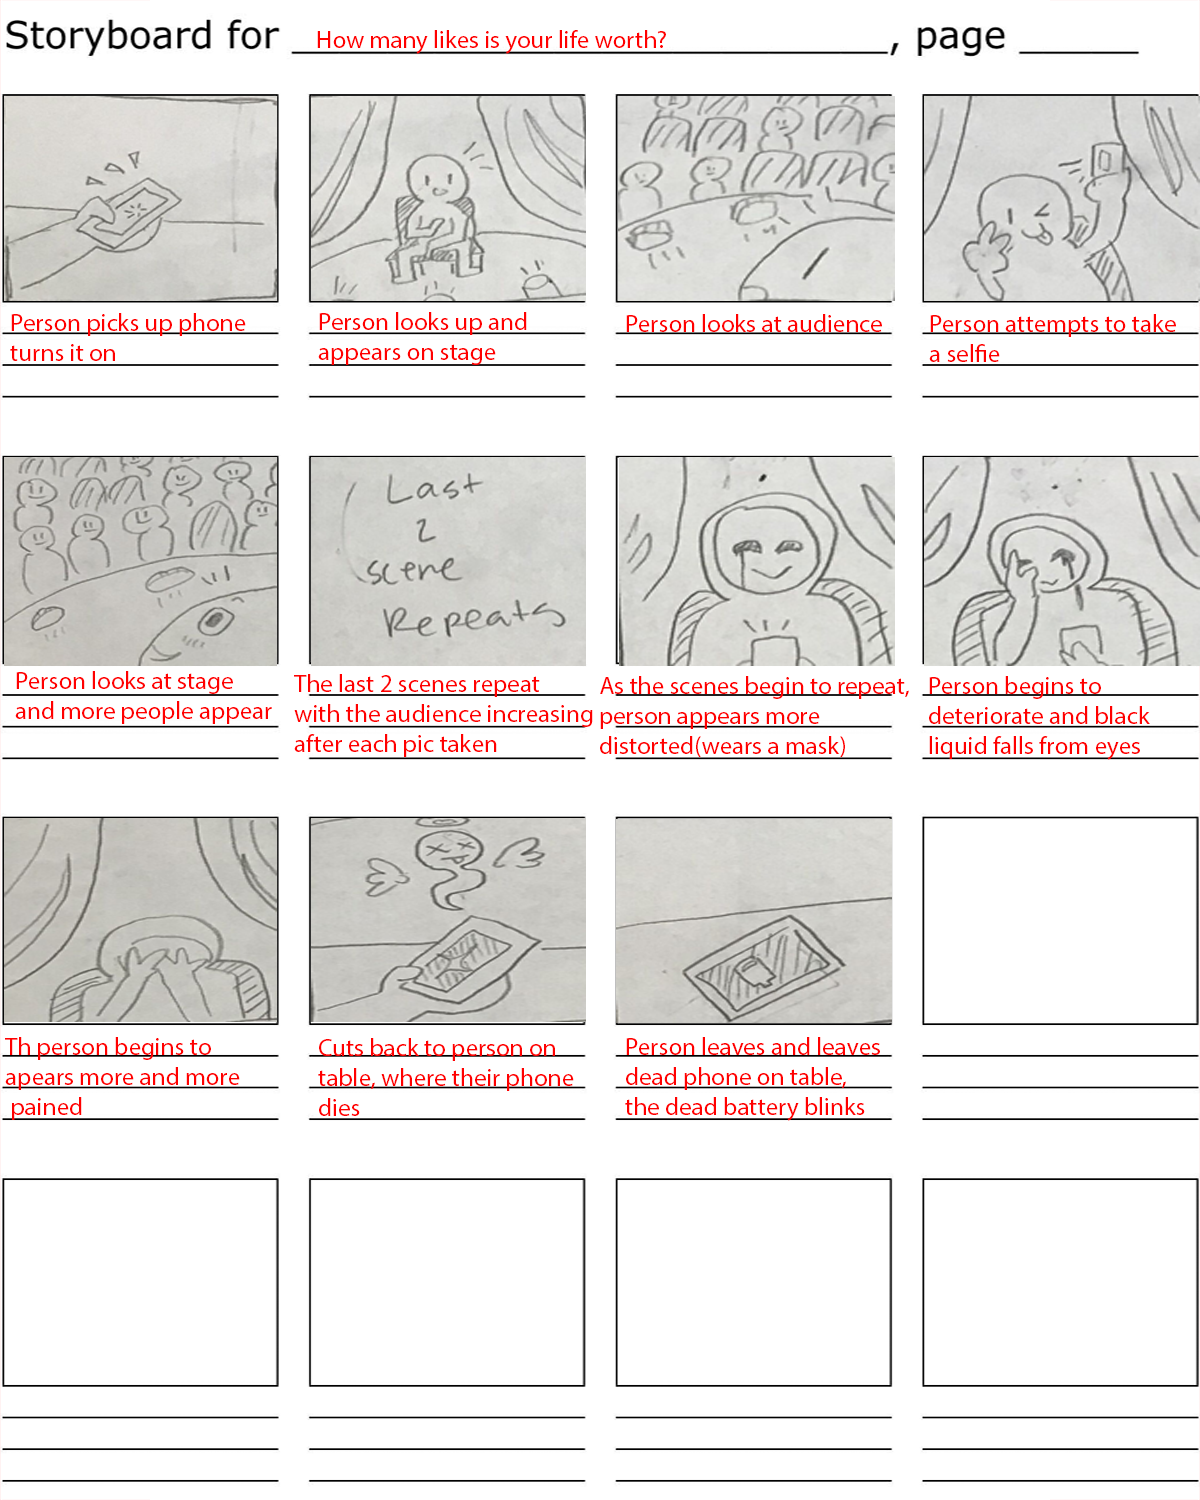 Storyboard for How many likes is your life worth?, page
Person picks up phone
turns it on
Person looks up and
appears on stage
Person looks at audience
Person attempts to take
a selfie
Person looks at stage
and more people appear
Last
2
scene
Repeats
The last 2 scenes repeat
with the audience increasing
after each pic taken
As the scenes begin to repeat,
person appears more
distorted(wears a mask)
Person begins to
deteriorate and black
liquid falls from eyes
Th person begins to
apears more and more
pained
Cuts back to person on
table, where their phone
dies
Person leaves and leaves
dead phone on table,
the dead battery blinks